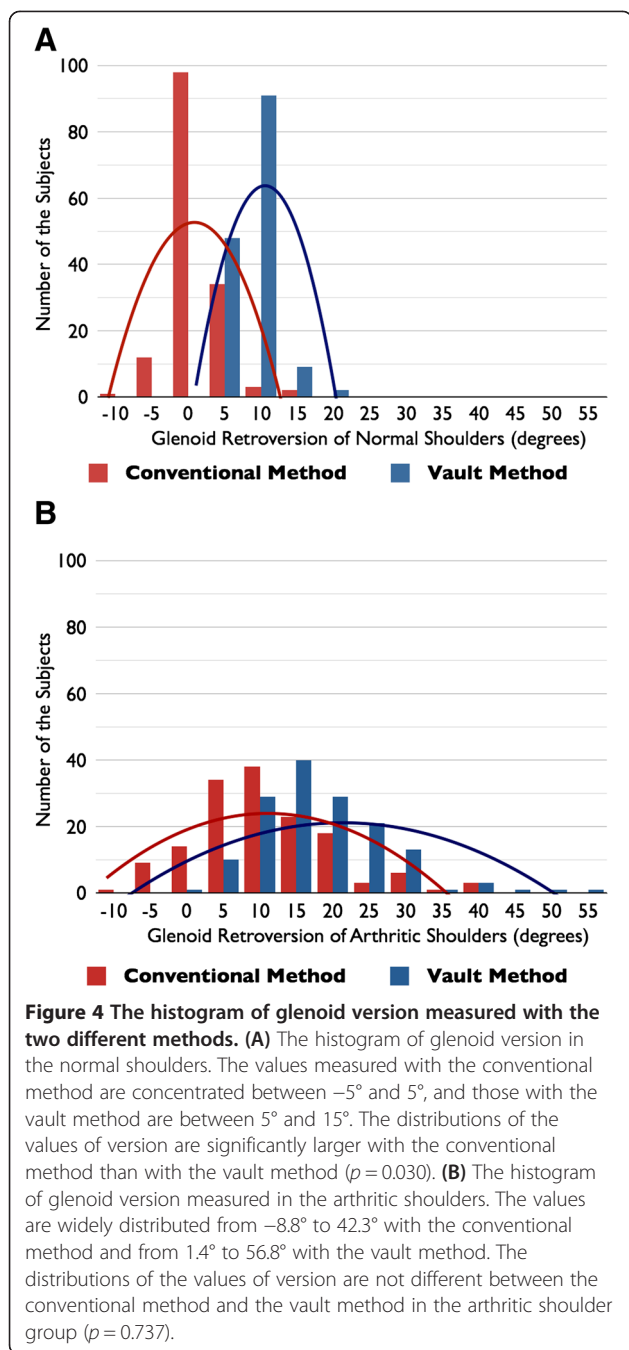 A
100
80
60
40
20
0
Number of the Subjects
-10 -5 0 5 10 15 20 25 30 35 40 45 50 55
Glenoid Retroversion of Normal Shoulders (degrees)
Conventional Method Vault Method
B
100
80
60
40
20
0
Number of the Subjects
-10 -5 0 5 10 15 20 25 30 35 40 45 50 55
Glenoid Retroversion of Arthritic Shoulders (degrees)
Conventional Method Vault Method
Figure 4 The histogram of glenoid version measured with the
two different methods. (A) The histogram of glenoid version in
the normal shoulders. The values measured with the conventional
method are concentrated between −5° and 5°, and those with the
vault method are between 5° and 15°. The distributions of the
values of version are significantly larger with the conventional
method than with the vault method (p = 0.030). (B) The histogram
of glenoid version measured in the arthritic shoulders. The values
are widely distributed from −8.8° to 42.3° with the conventional
method and from 1.4° to 56.8° with the vault method. The
distributions of the values of version are not different between the
conventional method and the vault method in the arthritic shoulder
group (p = 0.737).